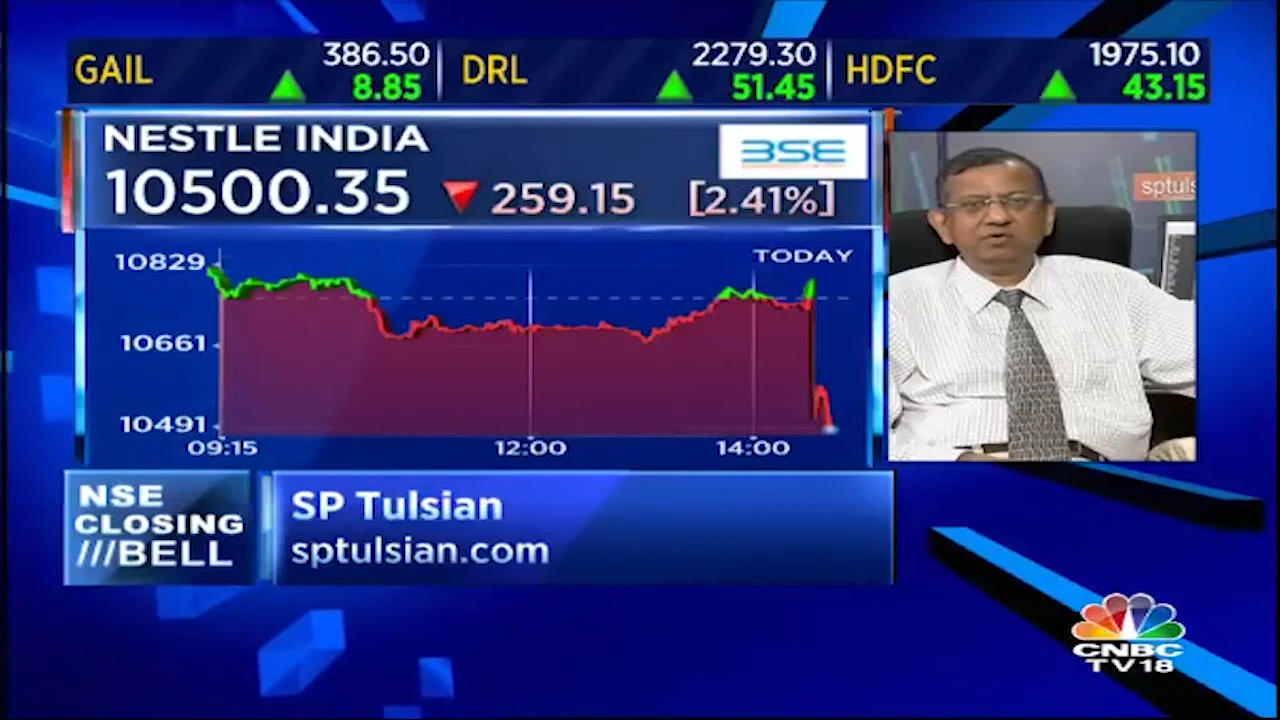 GAIL 386.50 8.85
DRL 2279.30 51.45
HDFC 1975.10 43.15
NESTLE INDIA
BSE
10500.35 259.15 [2.41%]
TODAY
10829
10661
10491
09:15 12:00 14:00
sptuls
NSE
CLOSING
///BELL
SP Tulsian
sptulsian.com
CNBC
TV18